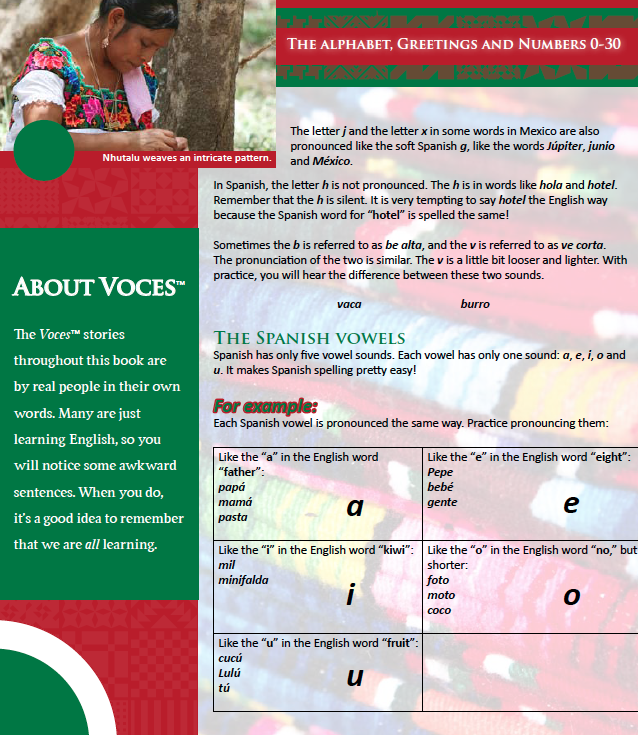 THE ALPHABET, GREETINGS AND NUMBERS 0-30
Nhutalu weaves an intricate pattern.
The letter j and the letter x in some words in Mexico are also
pronounced like the soft Spanish g, like the words Júpiter, junio
and México.
In Spanish, the letter h is not pronounced. The h is in words like hola and hotel.
Remember that the h is silent. It is very tempting to say hotel the English way
because the Spanish word for “hotel” is spelled the same!
Sometimes the b is referred to as be alta, and the v is referred to as ve corta.
The pronunciation of the two is similar. The v is a little bit looser and lighter. With
practice, you will hear the difference between these two sounds.
vaca burro
THE SPANISH VOWELS
Spanish has only five vowel sounds. Each vowel has only one sound: a, e, i, o and
u. It makes Spanish spelling pretty easy!
For example:
Each Spanish vowel is pronounced the same way. Practice pronouncing them:
Like the “a” in the English word
“father”:
papá
mamá
pasta
a
Like the “e” in the English word “eight”:
Pepe
bebé
gente
e
Like the “i” in the English word “kiwi”:
mil
minifalda
i
Like the “o” in the English word “no,” but
shorter:
foto
moto
coco
o
Like the “u” in the English word “fruit”:
cucú
Lulú
tú
u
ABOUT VOCES™
The Voces™ stories
throughout this book are
by real people in their own
words. Many are just
learning English, so you
will notice some awkward
sentences. When you do,
it’s a good idea to remember
that we are all learning.